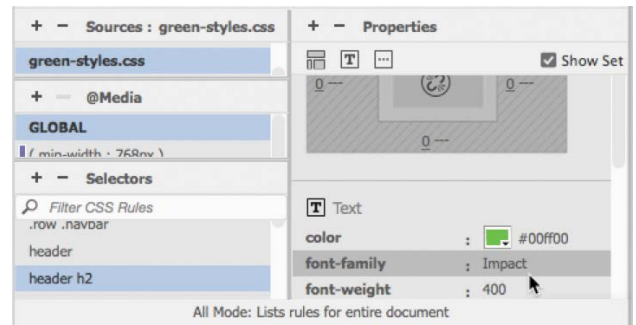 + − Sources : green-styles.css
green-styles.css
+ − @Media
GLOBAL
( min-width : 768px )
+ − Selectors
Filter CSS Rules
.row .navbar
header
header h2
+ − Properties
T
Show Set
0 ---
0 ---
0 ---
T Text
color : #00ff00
font-family : Impact
font-weight : 400
All Mode: Lists rules for entire document